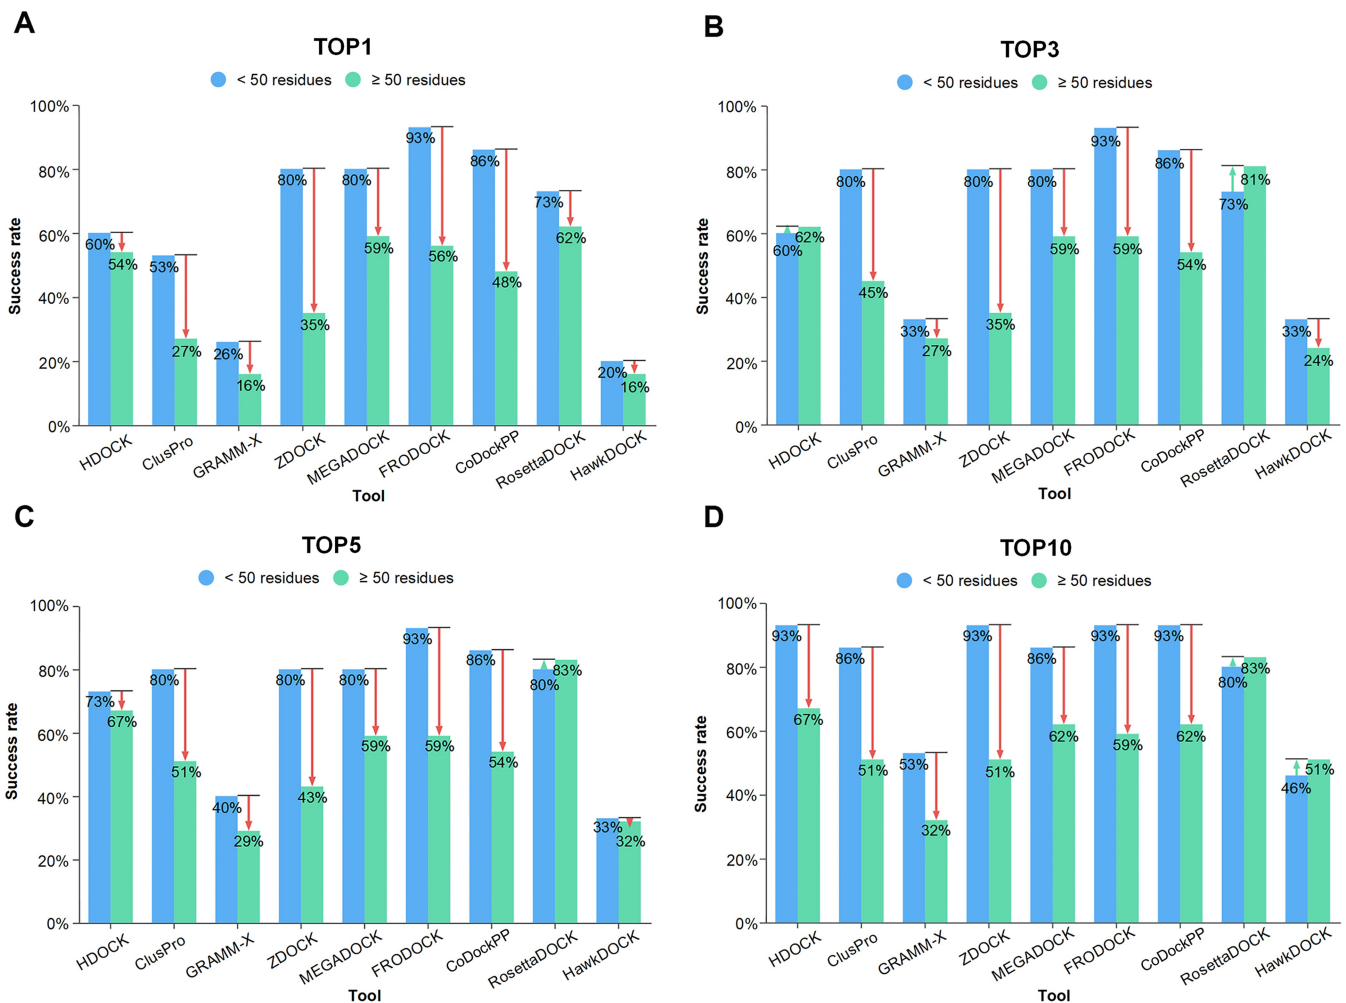 A
TOP1
< 50 residues ≥ 50 residues
100%
80%
60%
40%
20%
0%
Success rate
60% 54% 53% 27% 26% 16% 80% 35% 80% 59% 93% 56% 86% 48% 73% 62% 20% 16%
HDOCK ClusPro GRAMM-X ZDOCK MEGADOCK FRODOCK CoDockPP RosettaDOCK HawkDOCK
Tool
B
TOP3
< 50 residues ≥ 50 residues
100%
80%
60%
40%
20%
0%
Success rate
60% 62% 80% 45% 33% 27% 80% 35% 80% 59% 93% 59% 86% 54% 73% 81% 33% 24%
HDOCK ClusPro GRAMM-X ZDOCK MEGADOCK FRODOCK CoDockPP RosettaDOCK HawkDOCK
Tool
C
TOP5
< 50 residues ≥ 50 residues
100%
80%
60%
40%
20%
0%
Success rate
73% 67% 80% 51% 40% 29% 80% 43% 80% 59% 93% 59% 86% 54% 80% 83% 33% 32%
HDOCK ClusPro GRAMM-X ZDOCK MEGADOCK FRODOCK CoDockPP RosettaDOCK HawkDOCK
Tool
D
TOP10
< 50 residues ≥ 50 residues
100%
80%
60%
40%
20%
0%
Success rate
93% 67% 86% 51% 53% 32% 93% 51% 86% 62% 93% 59% 93% 62% 80% 83% 46% 51%
HDOCK ClusPro GRAMM-X ZDOCK MEGADOCK FRODOCK CoDockPP RosettaDOCK HawkDOCK
Tool